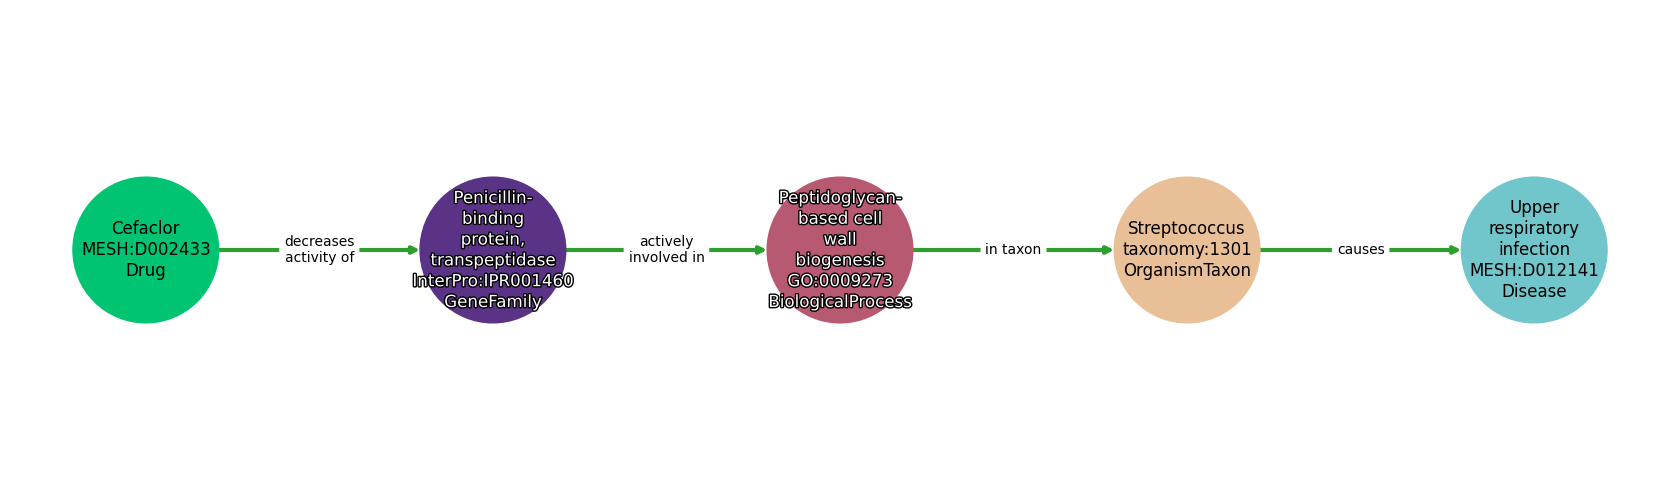 Cefaclor
MESH:D002433
Drug
decreases
activity of
Penicillin-
binding
protein,
transpeptidase
InterPro:IPR001460
GeneFamily
actively
involved in
Peptidoglycan-
based cell
wall
biogenesis
GO:0009273
BiologicalProcess
in taxon
Streptococcus
taxonomy:1301
OrganismTaxon
causes
Upper
respiratory
infection
MESH:D012141
Disease